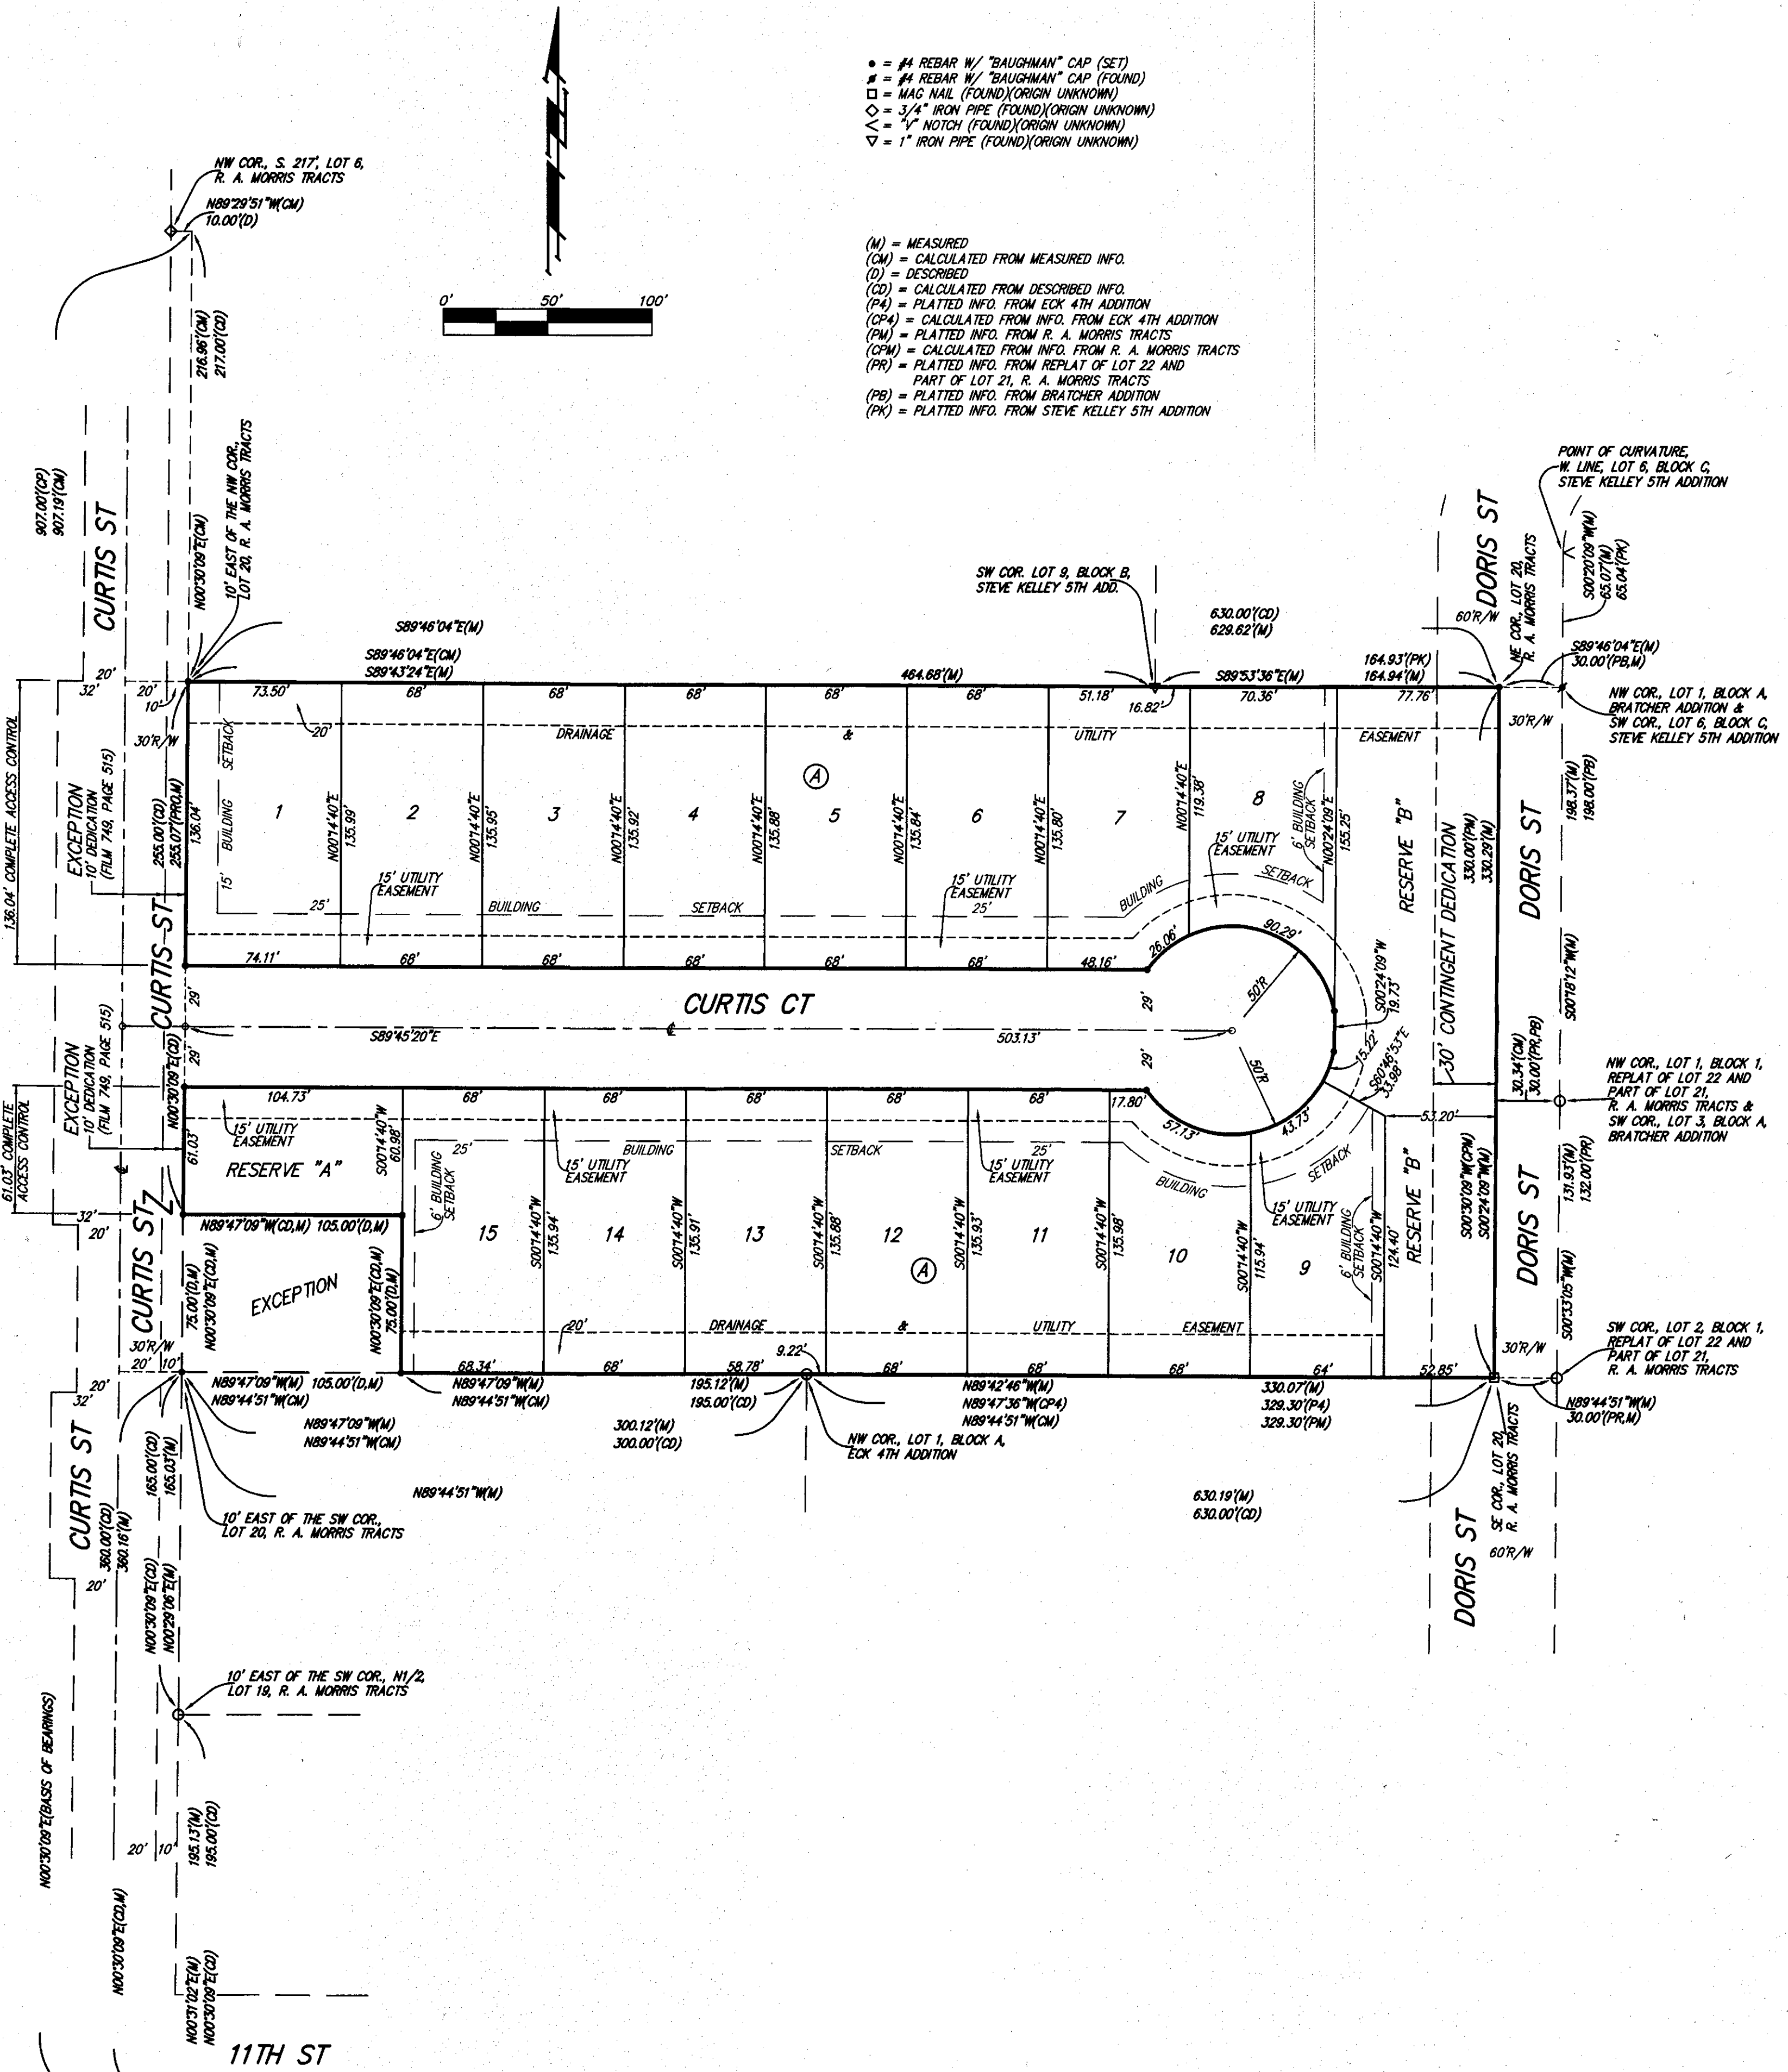 ● = #4 REBAR W/ "BAUGHMAN" CAP (SET)
= #4 REBAR W/ "BAUGHMAN" CAP (FOUND)
□ = MAG NAIL (FOUND)(ORIGIN UNKNOWN)
◇ = 3/4" IRON PIPE (FOUND)(ORIGIN UNKNOWN)
< = "V" NOTCH (FOUND)(ORIGIN UNKNOWN)
▽ = 1" IRON PIPE (FOUND)(ORIGIN UNKNOWN)
NW COR., S. 217', LOT 6,
R. A. MORRIS TRACTS
N89°29'51"W(CM)
10.00'(D)
0' 50' 100'
(M) = MEASURED
(CM) = CALCULATED FROM MEASURED INFO.
(D) = DESCRIBED
(CD) = CALCULATED FROM DESCRIBED INFO.
(P4) = PLATTED INFO. FROM ECK 4TH ADDITION
(CP4) = CALCULATED FROM INFO. FROM ECK 4TH ADDITION
(PM) = PLATTED INFO. FROM R. A. MORRIS TRACTS
(CPM) = CALCULATED FROM INFO. FROM R. A. MORRIS TRACTS
(PR) = PLATTED INFO. FROM REPLAT OF LOT 22 AND
PART OF LOT 21, R. A. MORRIS TRACTS
(PB) = PLATTED INFO. FROM BRATCHER ADDITION
(PK) = PLATTED INFO. FROM STEVE KELLEY 5TH ADDITION
216.96'(CM)
217.00'(CD)
907.00'(CP)
907.19'(CM)
CURTIS ST
N00°30'09"E(CM)
10' EAST OF THE NW COR.,
LOT 20, R. A. MORRIS TRACTS
POINT OF CURVATURE,
W. LINE, LOT 6, BLOCK C,
STEVE KELLEY 5TH ADDITION
DORIS ST
60'R/W
NE COR., LOT 20,
R. A. MORRIS TRACTS
S00°20'09"W(M)
65.07'(M)
65.04'(PK)
SW COR. LOT 9, BLOCK B,
STEVE KELLEY 5TH ADD.
630.00'(CD)
629.62'(M)
S89°46'04"E(M)
S89°46'04"E(CM)
S89°43'24"E(M)
464.68'(M)
S89°53'36"E(M)
164.93'(PK)
164.94'(M)
S89°46'04"E(M)
30.00'(PB,M)
NW COR., LOT 1, BLOCK A,
BRATCHER ADDITION &
SW COR., LOT 6, BLOCK C,
STEVE KELLEY 5TH ADDITION
20'
32' 20'
10'
30'R/W
73.50' 68' 68' 68' 68' 68' 51.18' 16.82' 70.36' 77.76'
30'R/W
20' DRAINAGE & UTILITY EASEMENT
136.04' COMPLETE ACCESS CONTROL
EXCEPTION
10' DEDICATION
(FILM 749, PAGE 515)
255.00'(CD)
255.07'(PRO,M)
136.04'
15' BUILDING SETBACK
A
1 2 3 4 5 6 7 8
N00°14'40"E
135.99'
N00°14'40"E
135.95'
N00°14'40"E
135.92'
N00°14'40"E
135.88'
N00°14'40"E
135.84'
N00°14'40"E
135.80'
N00°14'40"E
119.38'
6' BUILDING
SETBACK
N00°24'09"E
155.25'
RESERVE "B"
30' CONTINGENT DEDICATION
330.00'(PM)
330.29'(M)
DORIS ST
198.37'(M)
198.00'(PB)
S00°18'12"W(M)
15' UTILITY
EASEMENT
15' UTILITY
EASEMENT
15' UTILITY
EASEMENT
25' BUILDING SETBACK 25' BUILDING SETBACK
74.11' 68' 68' 68' 68' 68' 48.16' 26.06' 90.29'
CURTIS ST
29'
CURTIS CT
29'
50'R
S00°24'09"W
19.73'
S89°45'20"E
503.13'
29'
29'
50'R
15.22'
S60°46'53"E
33.98'
30.34'(CM)
30.00'(PR,PB)
NW COR., LOT 1, BLOCK 1,
REPLAT OF LOT 22 AND
PART OF LOT 21,
R. A. MORRIS TRACTS &
SW COR., LOT 3, BLOCK A,
BRATCHER ADDITION
EXCEPTION
10' DEDICATION
(FILM 749, PAGE 515)
N00°30'09"E(CD)
61.03' COMPLETE
ACCESS CONTROL
104.73' 68' 68' 68' 68' 68' 17.80' 57.13' 43.73' 53.20'
61.03'
15' UTILITY
EASEMENT
RESERVE "A"
S00°14'40"W
60.98'
25' BUILDING SETBACK 25' BUILDING SETBACK
6' BUILDING
SETBACK
15' UTILITY
EASEMENT
15' UTILITY
EASEMENT
15' UTILITY
EASEMENT
32'
20'
N89°47'09"W(CD,M) 105.00'(D,M)
CURTIS ST
75.00'(D,M)
N00°30'09"E(CD,M)
EXCEPTION
N00°30'09"E(CD,M)
75.00'(D,M)
15 14 13 12 11 10 9
A
S00°14'40"W
135.94'
S00°14'40"W
135.91'
S00°14'40"W
135.88'
S00°14'40"W
135.93'
S00°14'40"W
135.98'
S00°14'40"W
115.94'
6' BUILDING
SETBACK
S00°14'40"W
124.40'
RESERVE "B"
S00°30'09"W(CPM)
S00°24'09"W(M)
DORIS ST
131.93'(M)
132.00'(PR)
S00°33'05"W(M)
20' DRAINAGE & UTILITY EASEMENT
30'R/W
20' 10'
20'
32'
68.34' 68' 58.78' 9.22' 68' 68' 68' 64' 52.85'
30'R/W
SW COR., LOT 2, BLOCK 1,
REPLAT OF LOT 22 AND
PART OF LOT 21,
R. A. MORRIS TRACTS
N89°47'09"W(M) 105.00'(D,M)
N89°44'51"W(CM)
N89°47'09"W(M)
N89°44'51"W(CM)
195.12'(M)
195.00'(CD)
N89°42'46"W(M)
N89°47'36"W(CP4)
N89°44'51"W(CM)
330.07'(M)
329.30'(P4)
329.30'(PM)
N89°44'51"W(M)
30.00'(PR,M)
N89°47'09"W(M)
N89°44'51"W(CM)
300.12'(M)
300.00'(CD)
NW COR., LOT 1, BLOCK A,
ECK 4TH ADDITION
SE COR., LOT 20,
R. A. MORRIS TRACTS
N89°44'51"W(M)
630.19'(M)
630.00'(CD)
DORIS ST
60'R/W
CURTIS ST
360.00'(CD)
360.16'(M)
165.00'(CD)
165.03'(M)
10' EAST OF THE SW COR.,
LOT 20, R. A. MORRIS TRACTS
20'
N00°30'09"E(CD)
N00°29'06"E(M)
10' EAST OF THE SW COR., N1/2,
LOT 19, R. A. MORRIS TRACTS
N00°30'09"E(BASIS OF BEARINGS)
20' 10'
195.13'(M)
195.00'(CD)
N00°30'09"E(CD,M)
N00°31'02"E(M)
N00°30'09"E(CD)
11TH ST